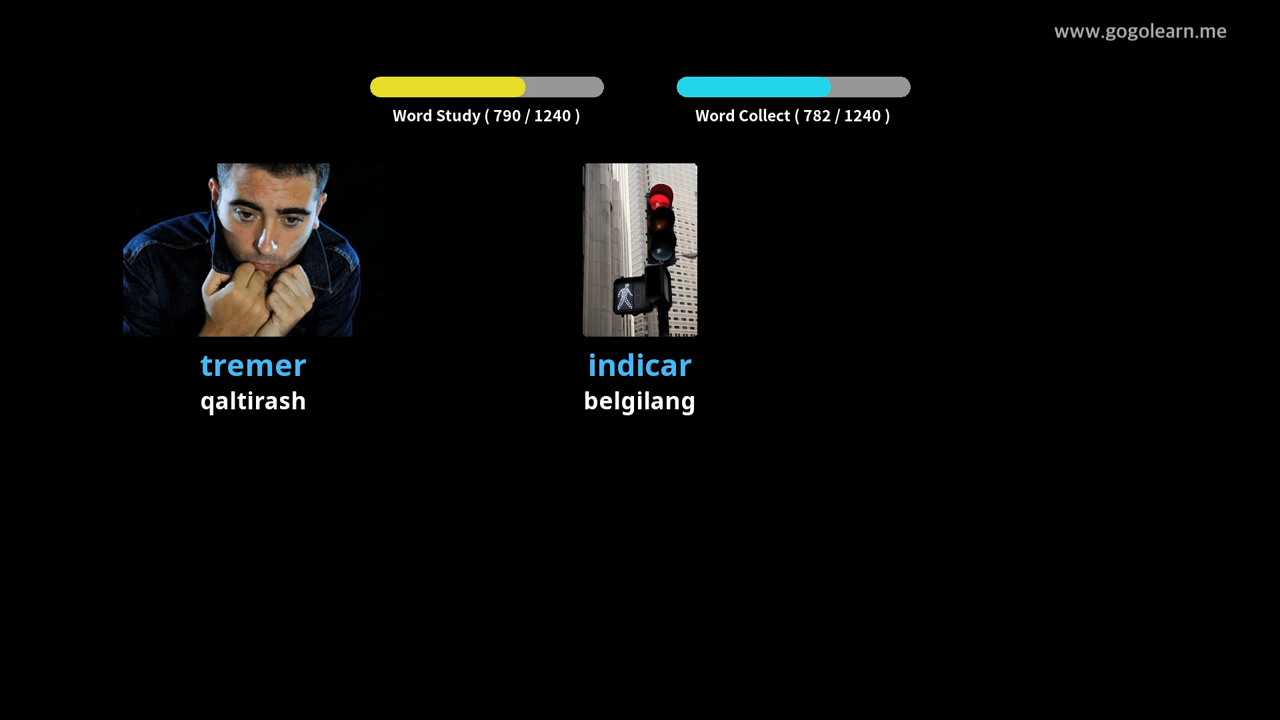 www.gogolearn.me
Word Study ( 790 / 1240 )
Word Collect ( 782 / 1240 )
tremer
qaltirash
indicar
belgilang